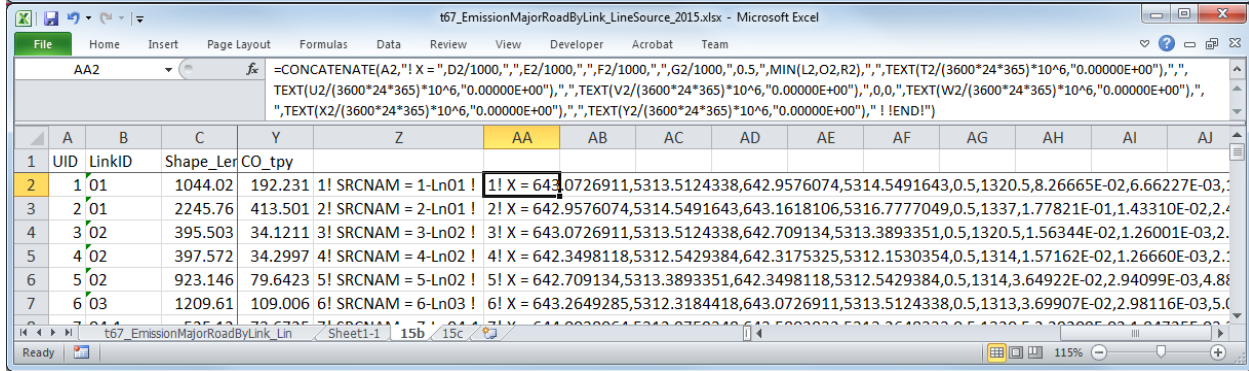 t67_EmissionMajorRoadByLink_LineSource_2015.xlsx - Microsoft Excel
File Home Insert Page Layout Formulas Data Review View Developer Acrobat Team
AA2 fx =CONCATENATE(A2,"! X = ",D2/1000,",",E2/1000,",",F2/1000,",",G2/1000,",0.5,",MIN(L2,O2,R2),",",TEXT(T2/(3600*24*365)*10^6,"0.00000E+00"),",",
TEXT(U2/(3600*24*365)*10^6,"0.00000E+00"),",",TEXT(V2/(3600*24*365)*10^6,"0.00000E+00"),",0,0,",TEXT(W2/(3600*24*365)*10^6,"0.00000E+00"),",
",TEXT(X2/(3600*24*365)*10^6,"0.00000E+00"),",",TEXT(Y2/(3600*24*365)*10^6,"0.00000E+00")," ! !END!")
A B C Y Z AA AB AC AD AE AF AG AH AI AJ
1 UID LinkID Shape_Ler CO_tpy
2 1 01 1044.02 192.231 1! SRCNAM = 1-Ln01 ! 1! X = 643.0726911,5313.5124338,642.9576074,5314.5491643,0.5,1320.5,8.26665E-02,6.66227E-03,1
3 2 01 2245.76 413.501 2! SRCNAM = 2-Ln01 ! 2! X = 642.9576074,5314.5491643,643.1618106,5316.7777049,0.5,1337,1.77821E-01,1.43310E-02,2.4
4 3 02 395.503 34.1211 3! SRCNAM = 3-Ln02 ! 3! X = 643.0726911,5313.5124338,642.709134,5313.3893351,0.5,1320.5,1.56344E-02,1.26001E-03,2.
5 4 02 397.572 34.2997 4! SRCNAM = 4-Ln02 ! 4! X = 642.3498118,5312.5429384,642.3175325,5312.1530354,0.5,1314,1.57162E-02,1.26660E-03,2.1
6 5 02 923.146 79.6423 5! SRCNAM = 5-Ln02 ! 5! X = 642.709134,5313.3893351,642.3498118,5312.5429384,0.5,1314,3.64922E-02,2.94099E-03,4.88
7 6 03 1209.61 109.006 6! SRCNAM = 6-Ln03 ! 6! X = 643.2649285,5312.3184418,643.0726911,5313.5124338,0.5,1313,3.69907E-02,2.98116E-03,5.0
t67_EmissionMajorRoadByLink_Lin Sheet1-1 15b 15c
Ready 115%